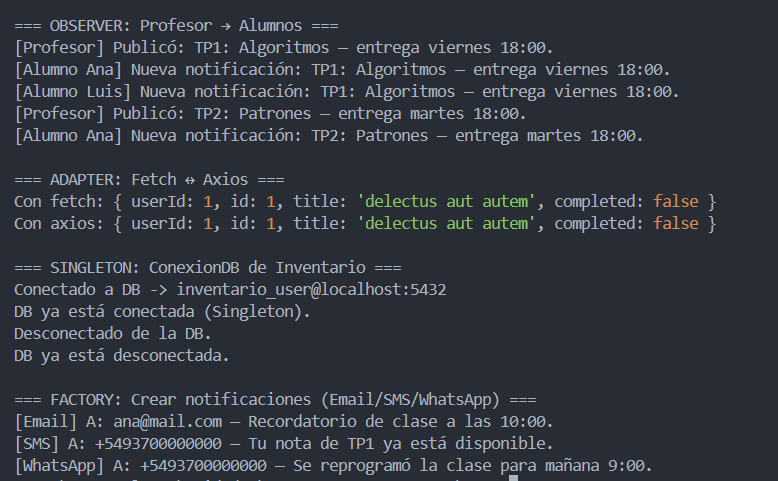 === OBSERVER: Profesor → Alumnos ===
[Profesor] Publicó: TP1: Algoritmos — entrega viernes 18:00.
[Alumno Ana] Nueva notificación: TP1: Algoritmos — entrega viernes 18:00.
[Alumno Luis] Nueva notificación: TP1: Algoritmos — entrega viernes 18:00.
[Profesor] Publicó: TP2: Patrones — entrega martes 18:00.
[Alumno Ana] Nueva notificación: TP2: Patrones — entrega martes 18:00.
=== ADAPTER: Fetch ↔ Axios ===
Con fetch: { userId: 1, id: 1, title: 'delectus aut autem', completed: false }
Con axios: { userId: 1, id: 1, title: 'delectus aut autem', completed: false }
=== SINGLETON: ConexionDB de Inventario ===
Conectado a DB -> inventario_user@localhost:5432
DB ya está conectada (Singleton).
Desconectado de la DB.
DB ya está desconectada.
=== FACTORY: Crear notificaciones (Email/SMS/WhatsApp) ===
[Email] A: ana@mail.com — Recordatorio de clase a las 10:00.
[SMS] A: +5493700000000 — Tu nota de TP1 ya está disponible.
[WhatsApp] A: +5493700000000 — Se reprogramó la clase para mañana 9:00.